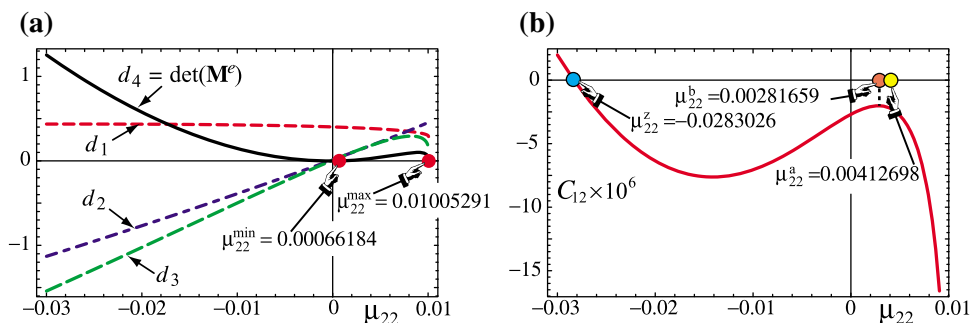 (a)
1
0
−1
d₄ = det(Mᵉ)
d₁
d₂
d₃
μ₂₂ᵐᵃˣ = 0.01005291
μ₂₂ᵐⁱⁿ = 0.00066184
−0.03 −0.02 −0.01 0 μ₂₂ 0.01
(b)
0
−5
−10
−15
μ₂₂ᵇ =0.00281659
μ₂₂ᶻ =−0.0283026
μ₂₂ᵃ =0.00412698
C₁₂×10⁶
−0.03 −0.02 −0.01 0 μ₂₂ 0.01